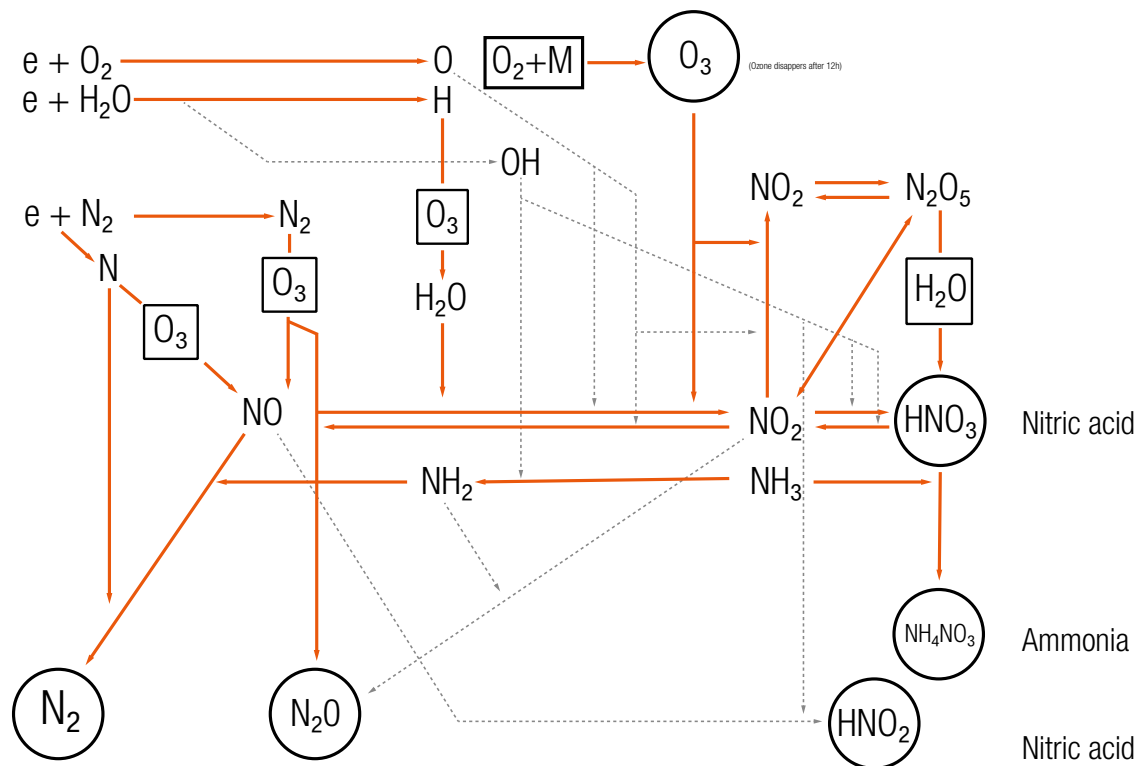 e + O₂
O
O₂+M
O₃
(Ozone disappers after 12h)
e + H₂O
H
OH
NO₂
N₂O₅
e + N₂
N₂
O₃
N
O₃
H₂O
H₂O
O₃
NO
NO₂
HNO₃
Nitric acid
NH₂
NH₃
NH₄NO₃
Ammonia
N₂
N₂O
HNO₂
Nitric acid